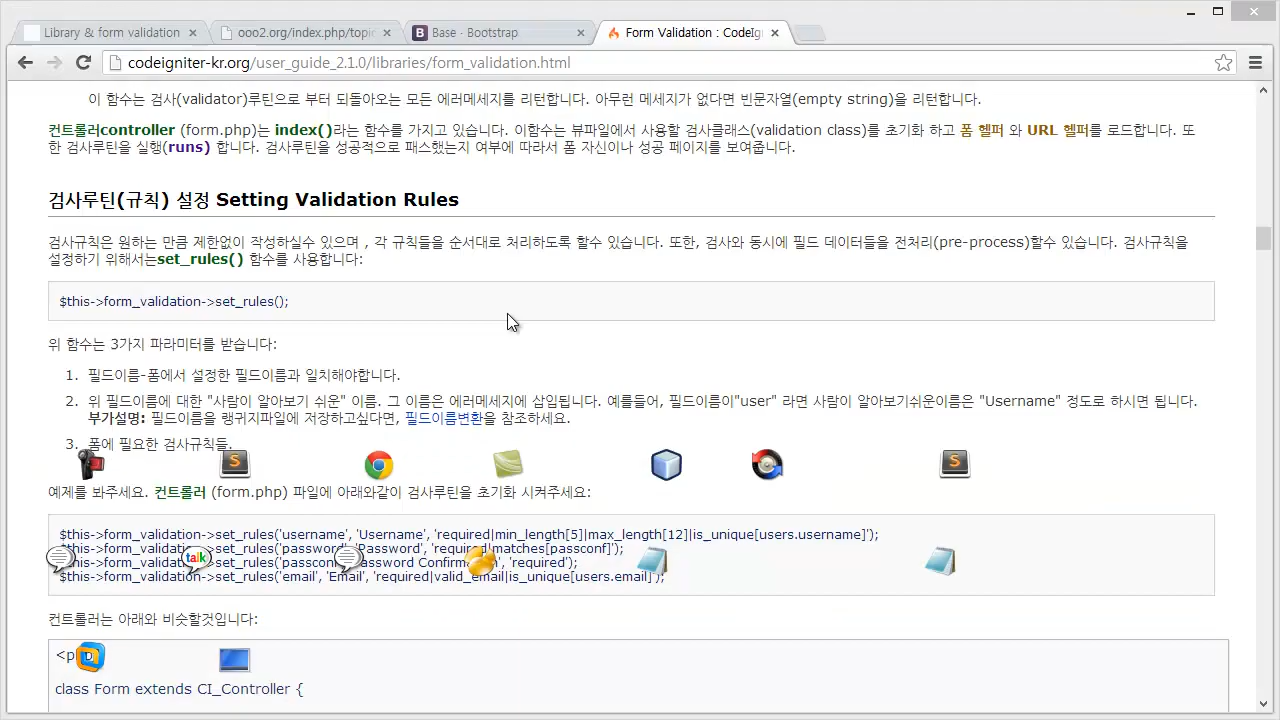 Library & form validation
ooo2.org/index.php/topi
Base · Bootstrap
Form Validation : CodeIg
codeigniter-kr.org/user_guide_2.1.0/libraries/form_validation.html
이 함수는 검사(validator)루틴으로 부터 되돌아오는 모든 에러메세지를 리턴합니다. 아무런 메세지가 없다면 빈문자열(empty string)을 리턴합니다.
컨트롤러controller (form.php)는 index()라는 함수를 가지고 있습니다. 이함수는 뷰파일에서 사용할 검사클래스(validation class)를 초기화 하고 폼 헬퍼 와 URL 헬퍼를 로드합니다. 또
한 검사루틴을 실행(runs) 합니다. 검사루틴을 성공적으로 패스했는지 여부에 따라서 폼 자신이나 성공 페이지를 보여줍니다.
검사루틴(규칙) 설정 Setting Validation Rules
검사규칙은 원하는 만큼 제한없이 작성하실수 있으며 , 각 규칙들을 순서대로 처리하도록 할수 있습니다. 또한, 검사와 동시에 필드 데이터들을 전처리(pre-process)할수 있습니다. 검사규칙을
설정하기 위해서는set_rules() 함수를 사용합니다:
$this->form_validation->set_rules();
위 함수는 3가지 파라미터를 받습니다:
1. 필드이름-폼에서 설정한 필드이름과 일치해야합니다.
2. 위 필드이름에 대한 "사람이 알아보기 쉬운" 이름. 그 이름은 에러메세지에 삽입됩니다. 예를들어, 필드이름이"user" 라면 사람이 알아보기쉬운이름은 "Username" 정도로 하시면 됩니다.
부가설명: 필드이름을 랭귀지파일에 저장하고싶다면, 필드이름변환을 참조하세요.
3. 폼에 필요한 검사규칙들.
예제를 봐주세요. 컨트롤러 (form.php) 파일에 아래와같이 검사루틴을 초기화 시켜주세요:
$this->form_validation->set_rules('username', 'Username', 'required|min_length[5]|max_length[12]|is_unique[users.username]');
$this->form_validation->set_rules('password', 'Password', 'required|matches[passconf]');
$this->form_validation->set_rules('passconf', 'Password Confirmation', 'required');
$this->form_validation->set_rules('email', 'Email', 'required|valid_email|is_unique[users.email]');
talk
컨트롤러는 아래와 비슷할것입니다:
class Form extends CI_Controller {